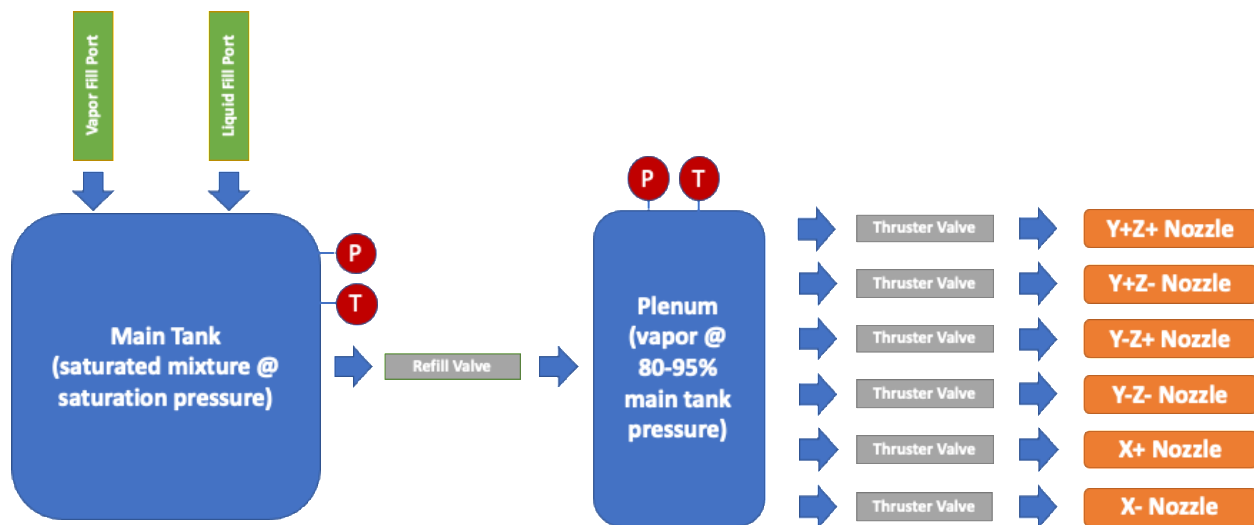 Vapor Fill Port
Liquid Fill Port
P
T
Main Tank
(saturated mixture @
saturation pressure)
Refill Valve
P
T
Plenum
(vapor @
80-95%
main tank
pressure)
Thruster Valve
Y+Z+ Nozzle
Thruster Valve
Y+Z- Nozzle
Thruster Valve
Y-Z+ Nozzle
Thruster Valve
Y-Z- Nozzle
Thruster Valve
X+ Nozzle
Thruster Valve
X- Nozzle